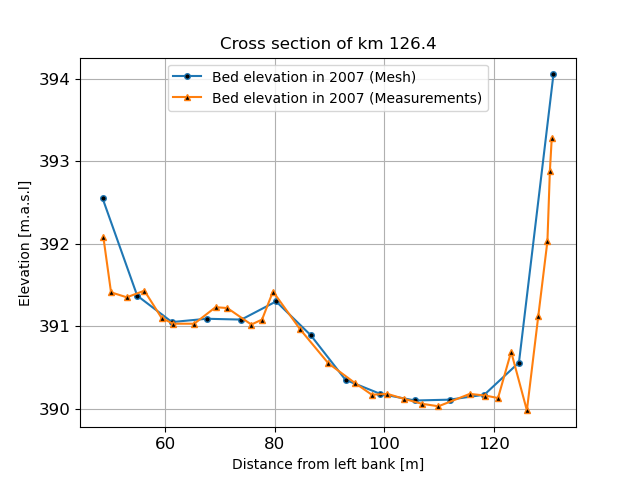 Cross section of km 126.4
Bed elevation in 2007 (Mesh)
Bed elevation in 2007 (Measurements)
Elevation [m.a.s.l]
394
393
392
391
390
60 80 100 120
Distance from left bank [m]